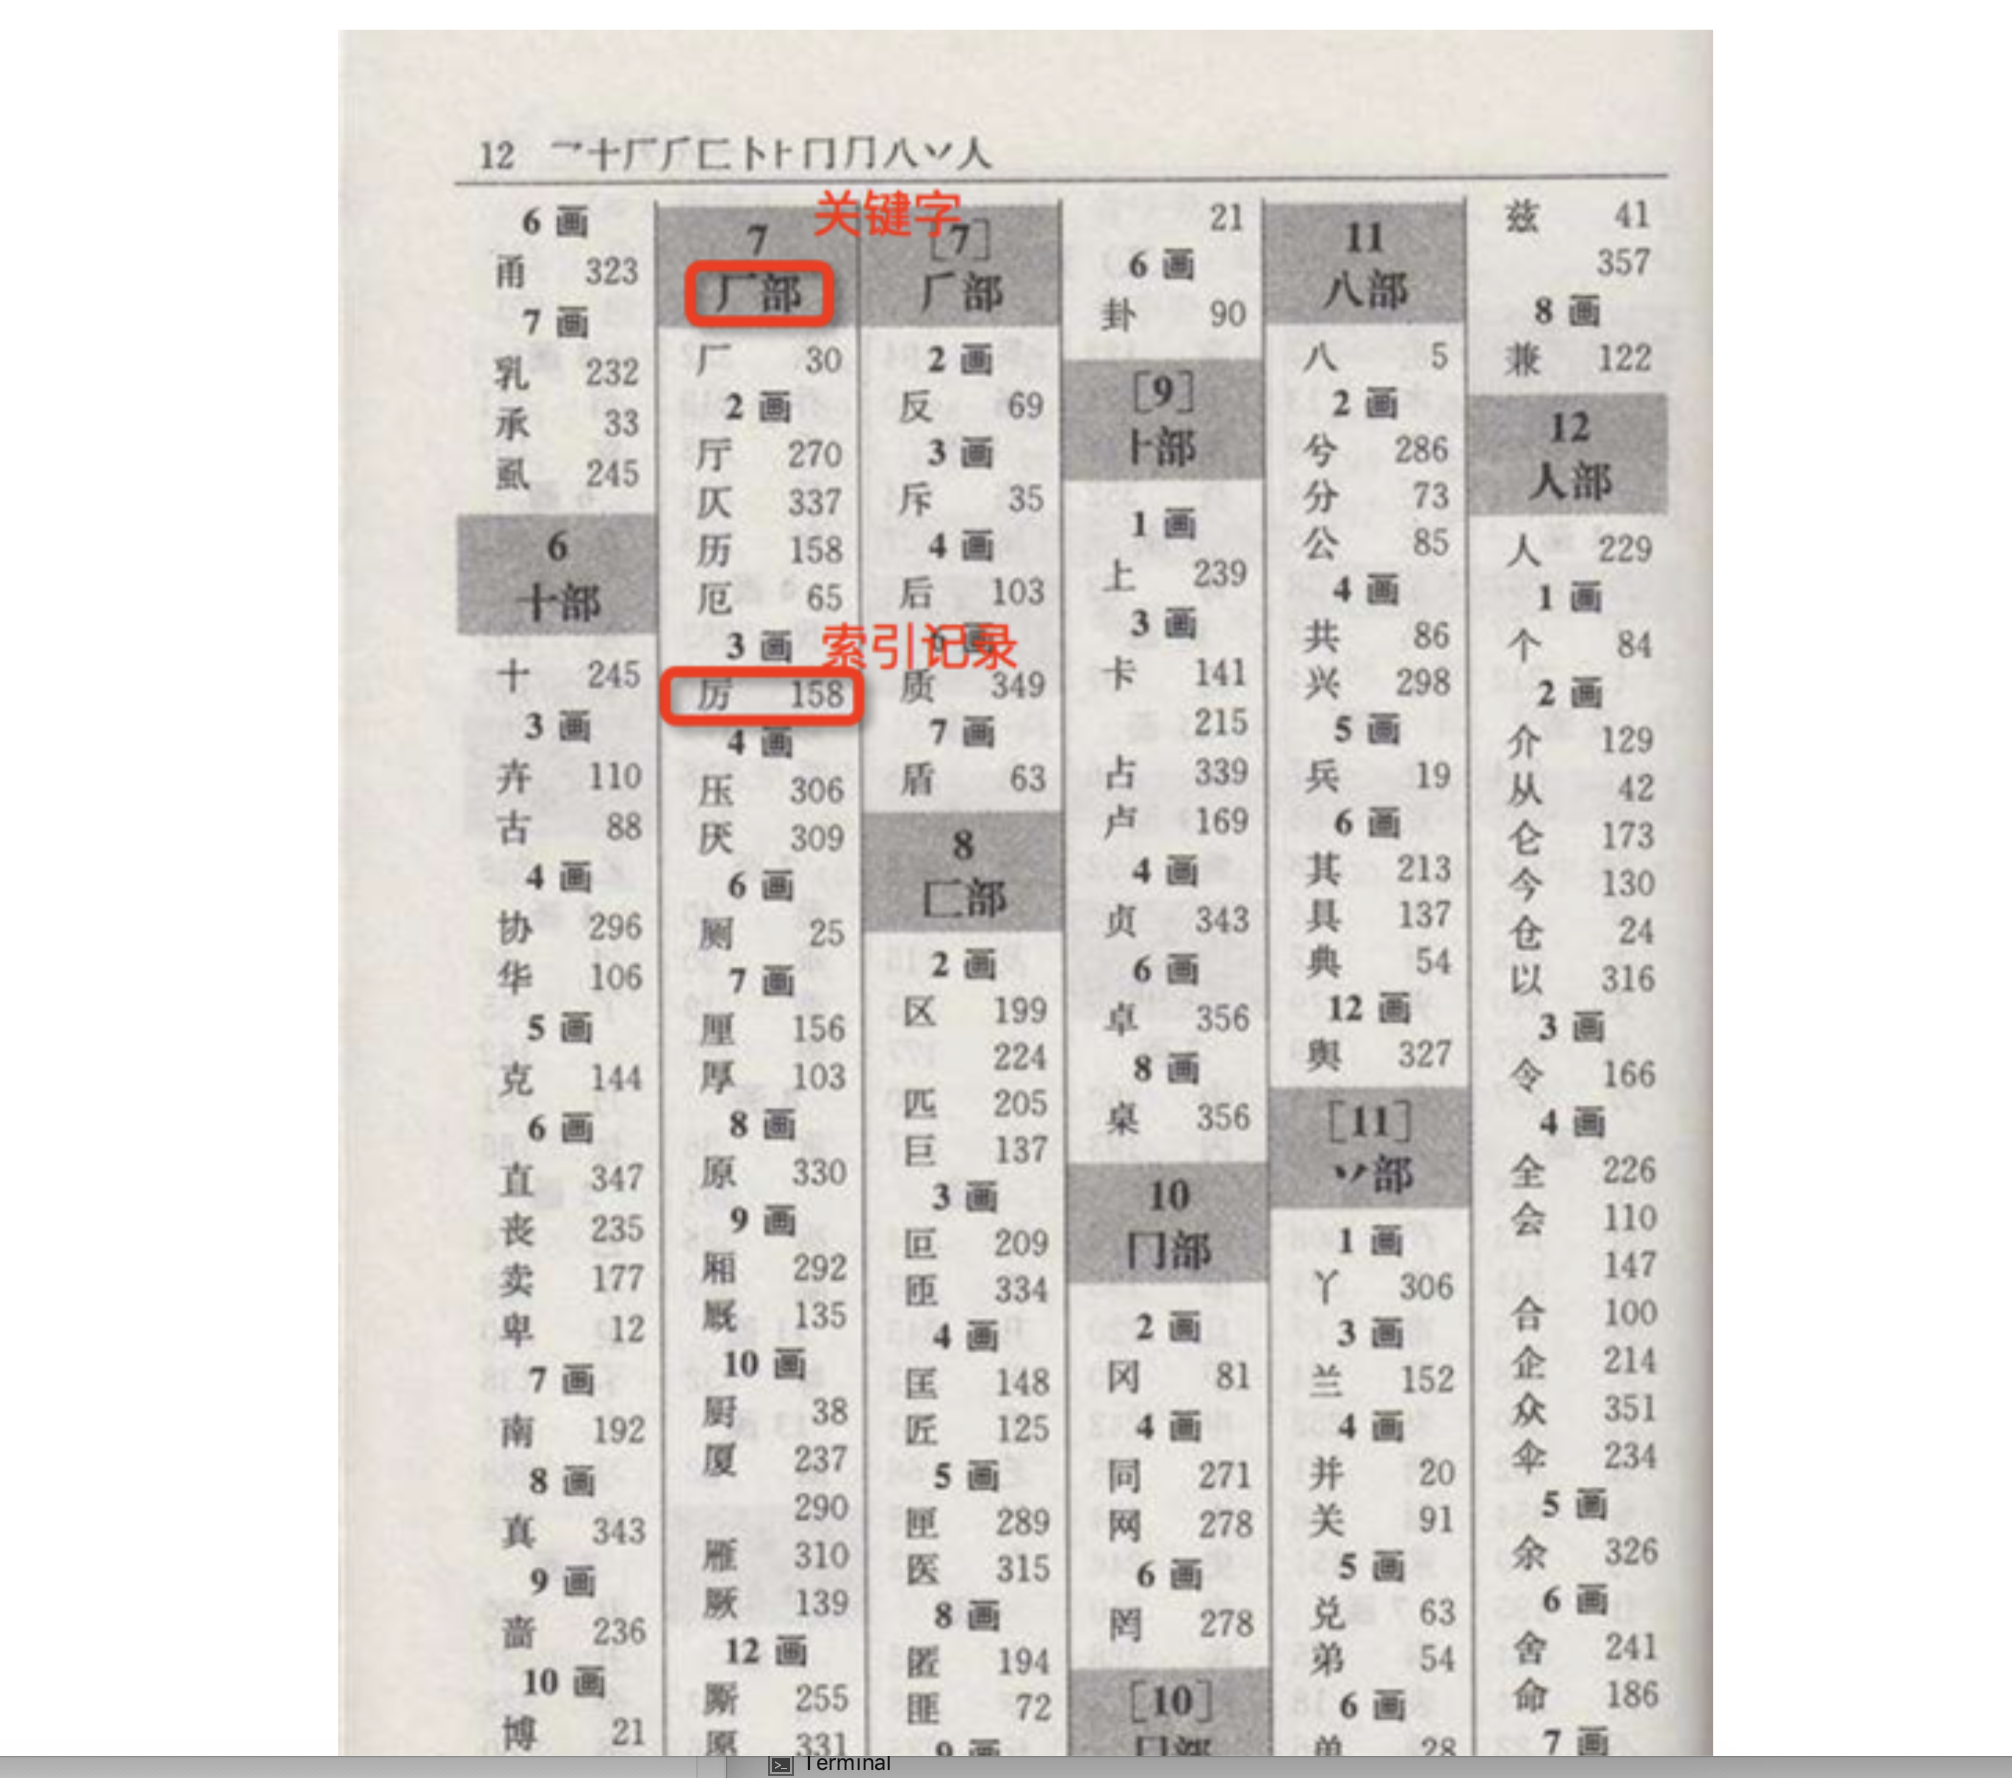 12 乛十厂𠂆匚卜⺊冂⺆八丷人
6 画
甬 323
7 画
乳 232
承 33
虱 245
6
十部
十 245
3 画
卉 110
古 88
4 画
协 296
华 106
5 画
克 144
6 画
直 347
丧 235
卖 177
卑 12
7 画
南 192
8 画
真 343
9 画
啬 236
10 画
博 21
关键字
7
厂部
厂 30
2 画
厅 270
仄 337
历 158
厄 65
3 画
索引记录
厉 158
4 画
压 306
厌 309
6 画
厕 25
7 画
厘 156
厚 103
8 画
原 330
9 画
厢 292
厩 135
10 画
厨 38
厦 237
290
雁 310
厥 139
12 画
厮 255
愿 331
[7]
𠂆部
2 画
反 69
3 画
斥 35
4 画
后 103
6 画
质 349
7 画
盾 63
8
匚部
2 画
区 199
224
匹 205
巨 137
3 画
叵 209
匝 334
4 画
匡 148
匠 125
5 画
匣 289
医 315
8 画
匿 194
匪 72
9 画
21
6 画
卦 90
[9]
⺊部
1 画
上 239
3 画
卡 141
215
占 339
卢 169
4 画
贞 343
6 画
卓 356
8 画
桌 356
10
冂部
2 画
冈 81
4 画
同 271
网 278
6 画
罔 278
[10]
⺆部
11
八部
八 5
2 画
兮 286
分 73
公 85
4 画
共 86
兴 298
5 画
兵 19
6 画
其 213
具 137
典 54
12 画
舆 327
[11]
丷部
1 画
丫 306
3 画
兰 152
4 画
并 20
关 91
5 画
兑 63
弟 54
6 画
单 28
兹 41
357
8 画
兼 122
12
人部
人 229
1 画
个 84
2 画
介 129
从 42
仑 173
今 130
仓 24
以 316
3 画
令 166
4 画
全 226
会 110
147
合 100
企 214
众 351
伞 234
5 画
余 326
6 画
舍 241
命 186
7 画
Terminal